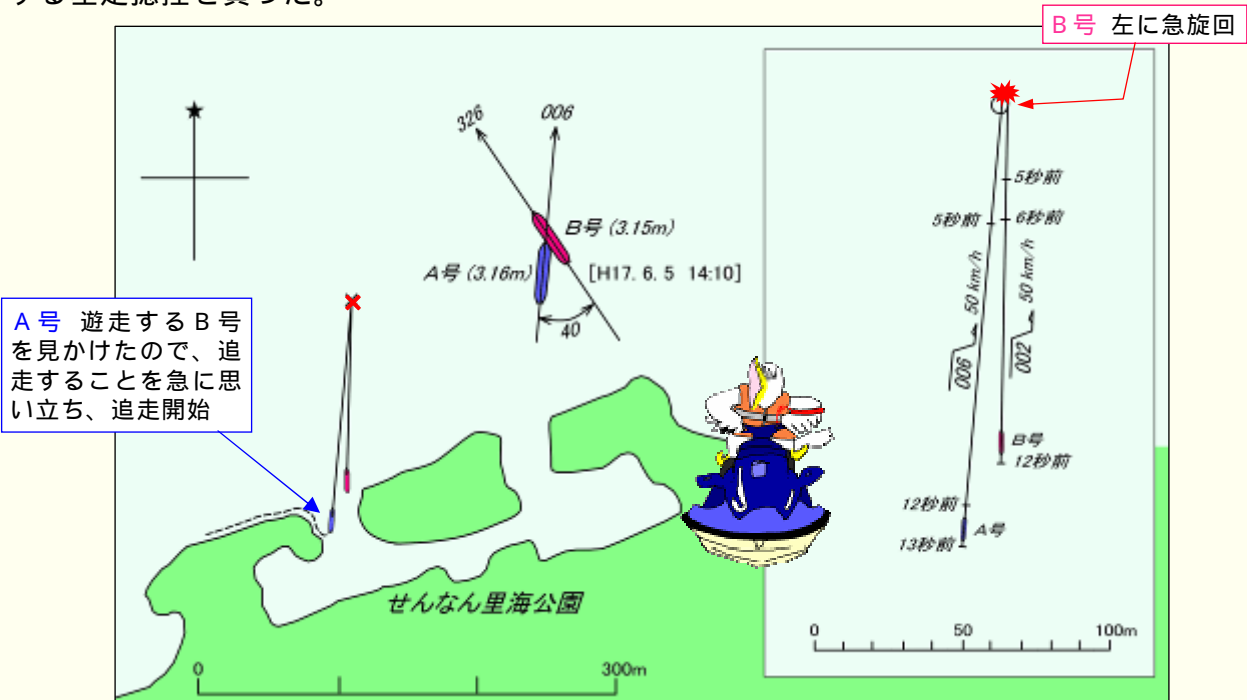 する全定捻挫を負った。
B号 左に急旋回
326
006
B号 (3.15m)
A号 (3.16m)
[H17. 6. 5 14:10]
40
A号 遊走するB号
を見かけたので、追
走することを急に思
い立ち、追走開始
せんなん里海公園
0
300m
5秒前
5秒前
6秒前
50 km/h
50 km/h
006
002
B号
12秒前
12秒前
A号
13秒前
0
50
100m